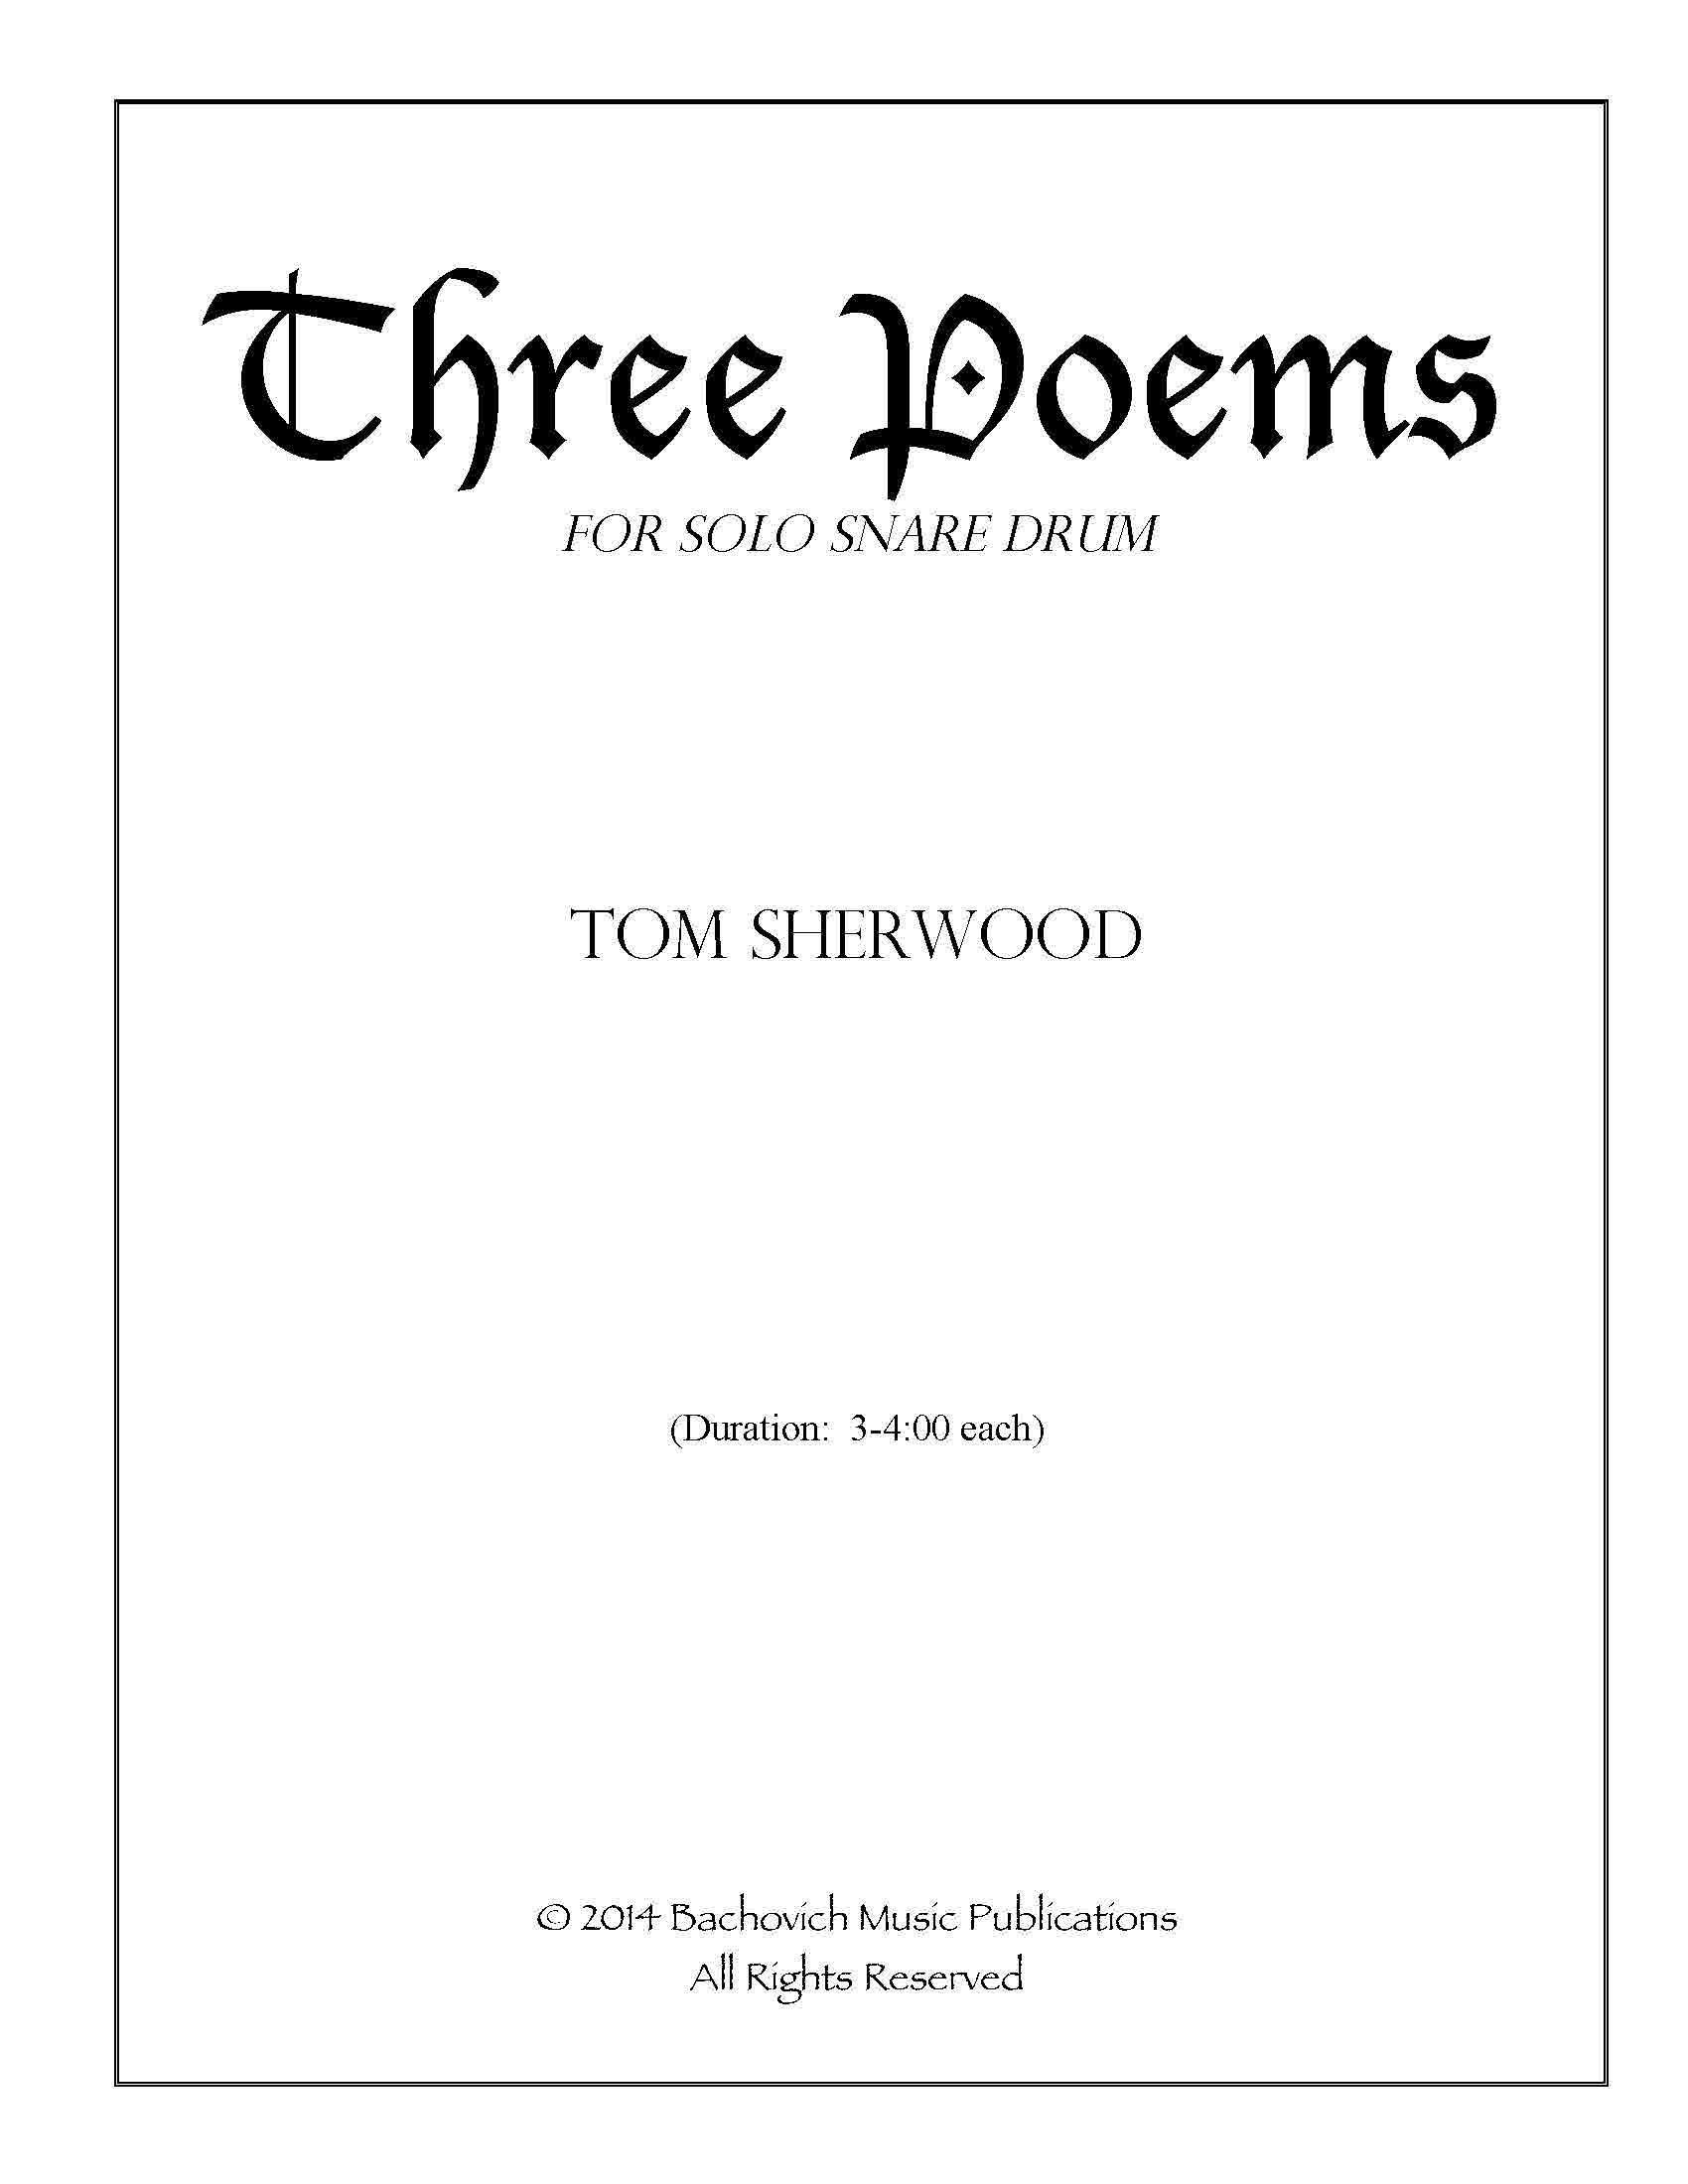 Three Poems
FOR SOLO SNARE DRUM
TOM SHERWOOD
(Duration:  3-4:00 each)
© 2014 Bachovich Music Publications
All Rights Reserved